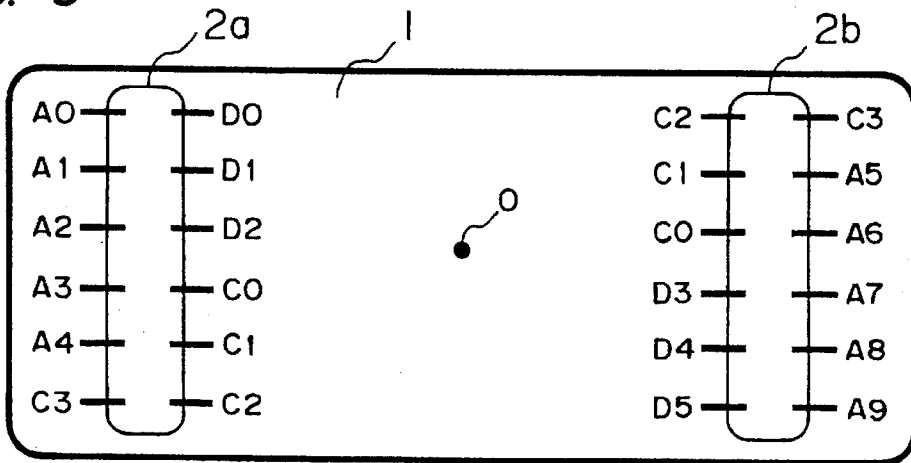 2a 1 2b
A0 D0 C2 C3
A1 D1 C1 A5
A2 D2 O C0 A6
A3 C0 D3 A7
A4 C1 D4 A8
C3 C2 D5 A9